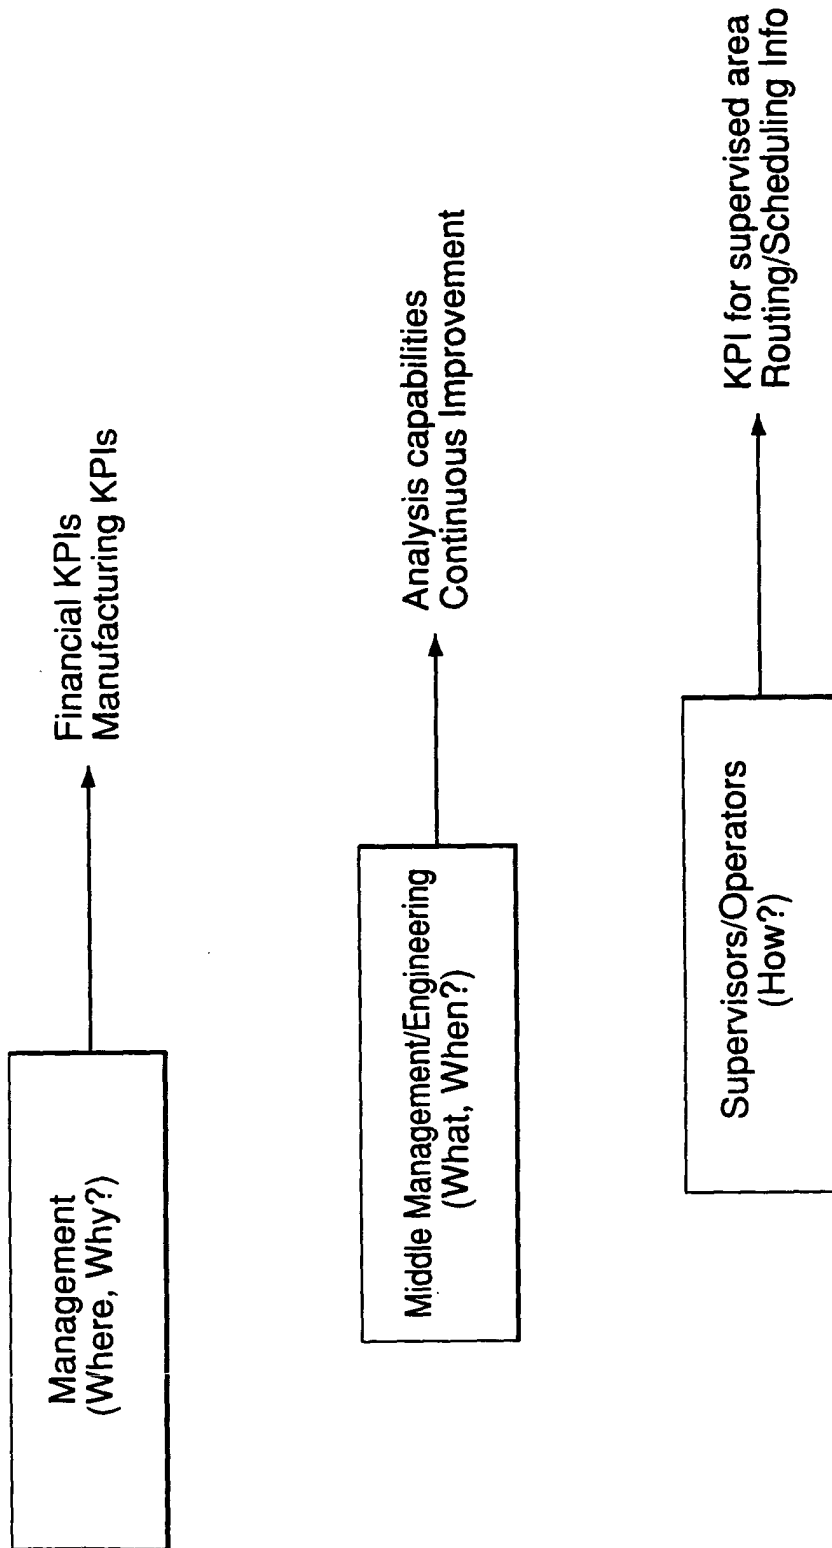 Management
(Where, Why?)
Financial KPIs
Manufacturing KPIs
Middle Management/Engineering
(What, When?)
Analysis capabilities
Continuous Improvement
Supervisors/Operators
(How?)
KPI for supervised area
Routing/Scheduling Info